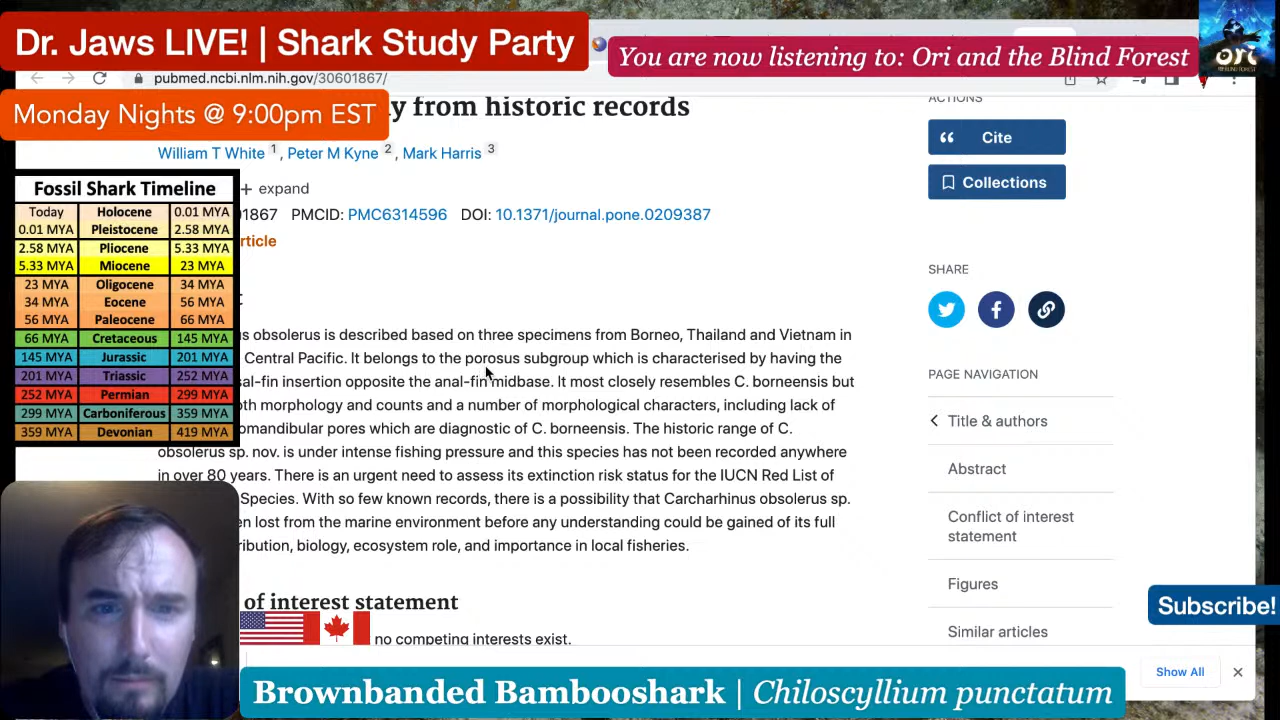 Dr. Jaws LIVE! | Shark Study Party
You are now listening to: Ori and the Blind Forest
ori
pubmed.ncbi.nlm.nih.gov/30601867/
Monday Nights @ 9:00pm EST
y from historic records
William T White 1, Peter M Kyne 2, Mark Harris 3
+ expand
01867 PMCID: PMC6314596 DOI: 10.1371/journal.pone.0209387
rticle
Fossil Shark Timeline
Today Holocene 0.01 MYA
0.01 MYA Pleistocene 2.58 MYA
2.58 MYA Pliocene 5.33 MYA
5.33 MYA Miocene 23 MYA
23 MYA Oligocene 34 MYA
34 MYA Eocene 56 MYA
56 MYA Paleocene 66 MYA
66 MYA Cretaceous 145 MYA
145 MYA Jurassic 201 MYA
201 MYA Triassic 252 MYA
252 MYA Permian 299 MYA
299 MYA Carboniferous 359 MYA
359 MYA Devonian 419 MYA
t
s obsolerus is described based on three specimens from Borneo, Thailand and Vietnam in
Central Pacific. It belongs to the porosus subgroup which is characterised by having the
al-fin insertion opposite the anal-fin midbase. It most closely resembles C. borneensis but
th morphology and counts and a number of morphological characters, including lack of
omandibular pores which are diagnostic of C. borneensis. The historic range of C.
obsolerus sp. nov. is under intense fishing pressure and this species has not been recorded anywhere
in over 80 years. There is an urgent need to assess its extinction risk status for the IUCN Red List of
Species. With so few known records, there is a possibility that Carcharhinus obsolerus sp.
en lost from the marine environment before any understanding could be gained of its full
ribution, biology, ecosystem role, and importance in local fisheries.
of interest statement
no competing interests exist.
ACTIONS
Cite
Collections
SHARE
PAGE NAVIGATION
Title & authors
Abstract
Conflict of interest
statement
Figures
Similar articles
Subscribe!
Show All
Brownbanded Bambooshark | Chiloscyllium punctatum